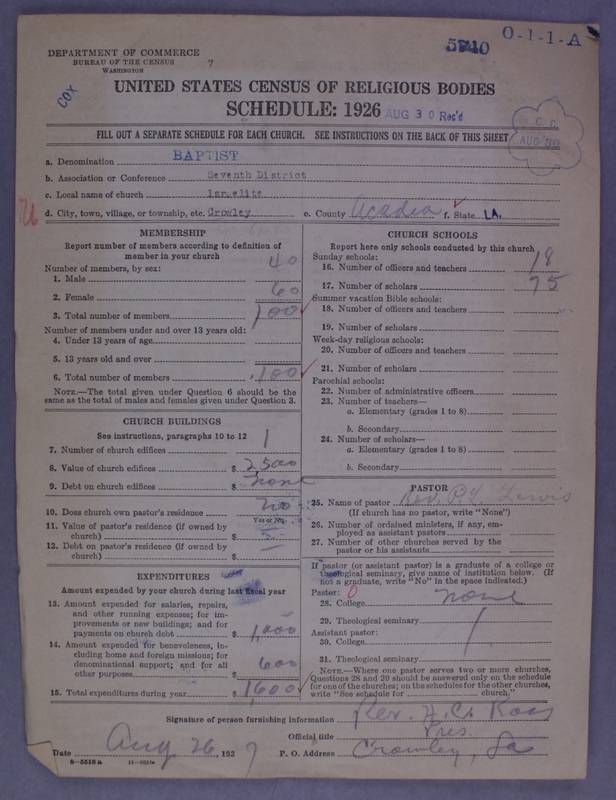 5740
O-1-1-A
DEPARTMENT OF COMMERCE
BUREAU OF THE CENSUS
WASHINGTON
7
COX
UNITED STATES CENSUS OF RELIGIOUS BODIES
SCHEDULE: 1926
AUG 30 Rec'd
C. C.
AUG 30
FILL OUT A SEPARATE SCHEDULE FOR EACH CHURCH. SEE INSTRUCTIONS ON THE BACK OF THIS SHEET
a. Denomination BAPTIST
b. Association or Conference Seventh District
c. Local name of church Israelite
d. City, town, village, or township, etc. Crowley e. County Acadia f. State LA.
MEMBERSHIP
Report number of members according to definition of
member in your church
Number of members, by sex:
1. Male 40
2. Female 60
3. Total number of members 100
Number of members under and over 13 years old:
4. Under 13 years of age
5. 13 years old and over
6. Total number of members 100
NOTE.—The total given under Question 6 should be the
same as the total of males and females given under Question 3.
CHURCH BUILDINGS
See instructions, paragraphs 10 to 12
7. Number of church edifices 1
8. Value of church edifices $ 2,500
9. Debt on church edifices $ none
10. Does church own pastor's residence? no
Yes or No
11. Value of pastor's residence (if owned by
church) $
12. Debt on pastor's residence (if owned by
church) $
EXPENDITURES
Amount expended by your church during last fiscal year
13. Amount expended for salaries, repairs,
and other running expenses; for im-
provements or new buildings; and for
payments on church debt $ 1,000
14. Amount expended for benevolences, in-
cluding home and foreign missions; for
denominational support; and for all
other purposes $ 600
15. Total expenditures during year $ 1600
CHURCH SCHOOLS
Report here only schools conducted by this church
Sunday schools:
16. Number of officers and teachers 18
17. Number of scholars 75
Summer vacation Bible schools:
18. Number of officers and teachers
19. Number of scholars
Week-day religious schools:
20. Number of officers and teachers
21. Number of scholars
Parochial schools:
22. Number of administrative officers
23. Number of teachers—
a. Elementary (grades 1 to 8)
b. Secondary
24. Number of scholars—
a. Elementary (grades 1 to 8)
b. Secondary
PASTOR
25. Name of pastor Rev. P. L. Lewis
(If church has no pastor, write "None")
26. Number of ordained ministers, if any, em-
ployed as assistant pastors
27. Number of other churches served by the
pastor or his assistants
If pastor (or assistant pastor) is a graduate of a college or
theological seminary, give name of institution below. (If
not a graduate, write "No" in the space indicated.)
Pastor: 0
28. College none
29. Theological seminary
Assistant pastor:
30. College
31. Theological seminary
NOTE.—Where one pastor serves two or more churches,
Questions 28 and 29 should be answered only on the schedule
for one of the churches; on the schedules for the other churches,
write "See schedule for church."
Signature of person furnishing information Rev. H. C. Ross
Official title Pres.
Date Aug 26, 1927 P. O. Address Crowley, La
8-5518a